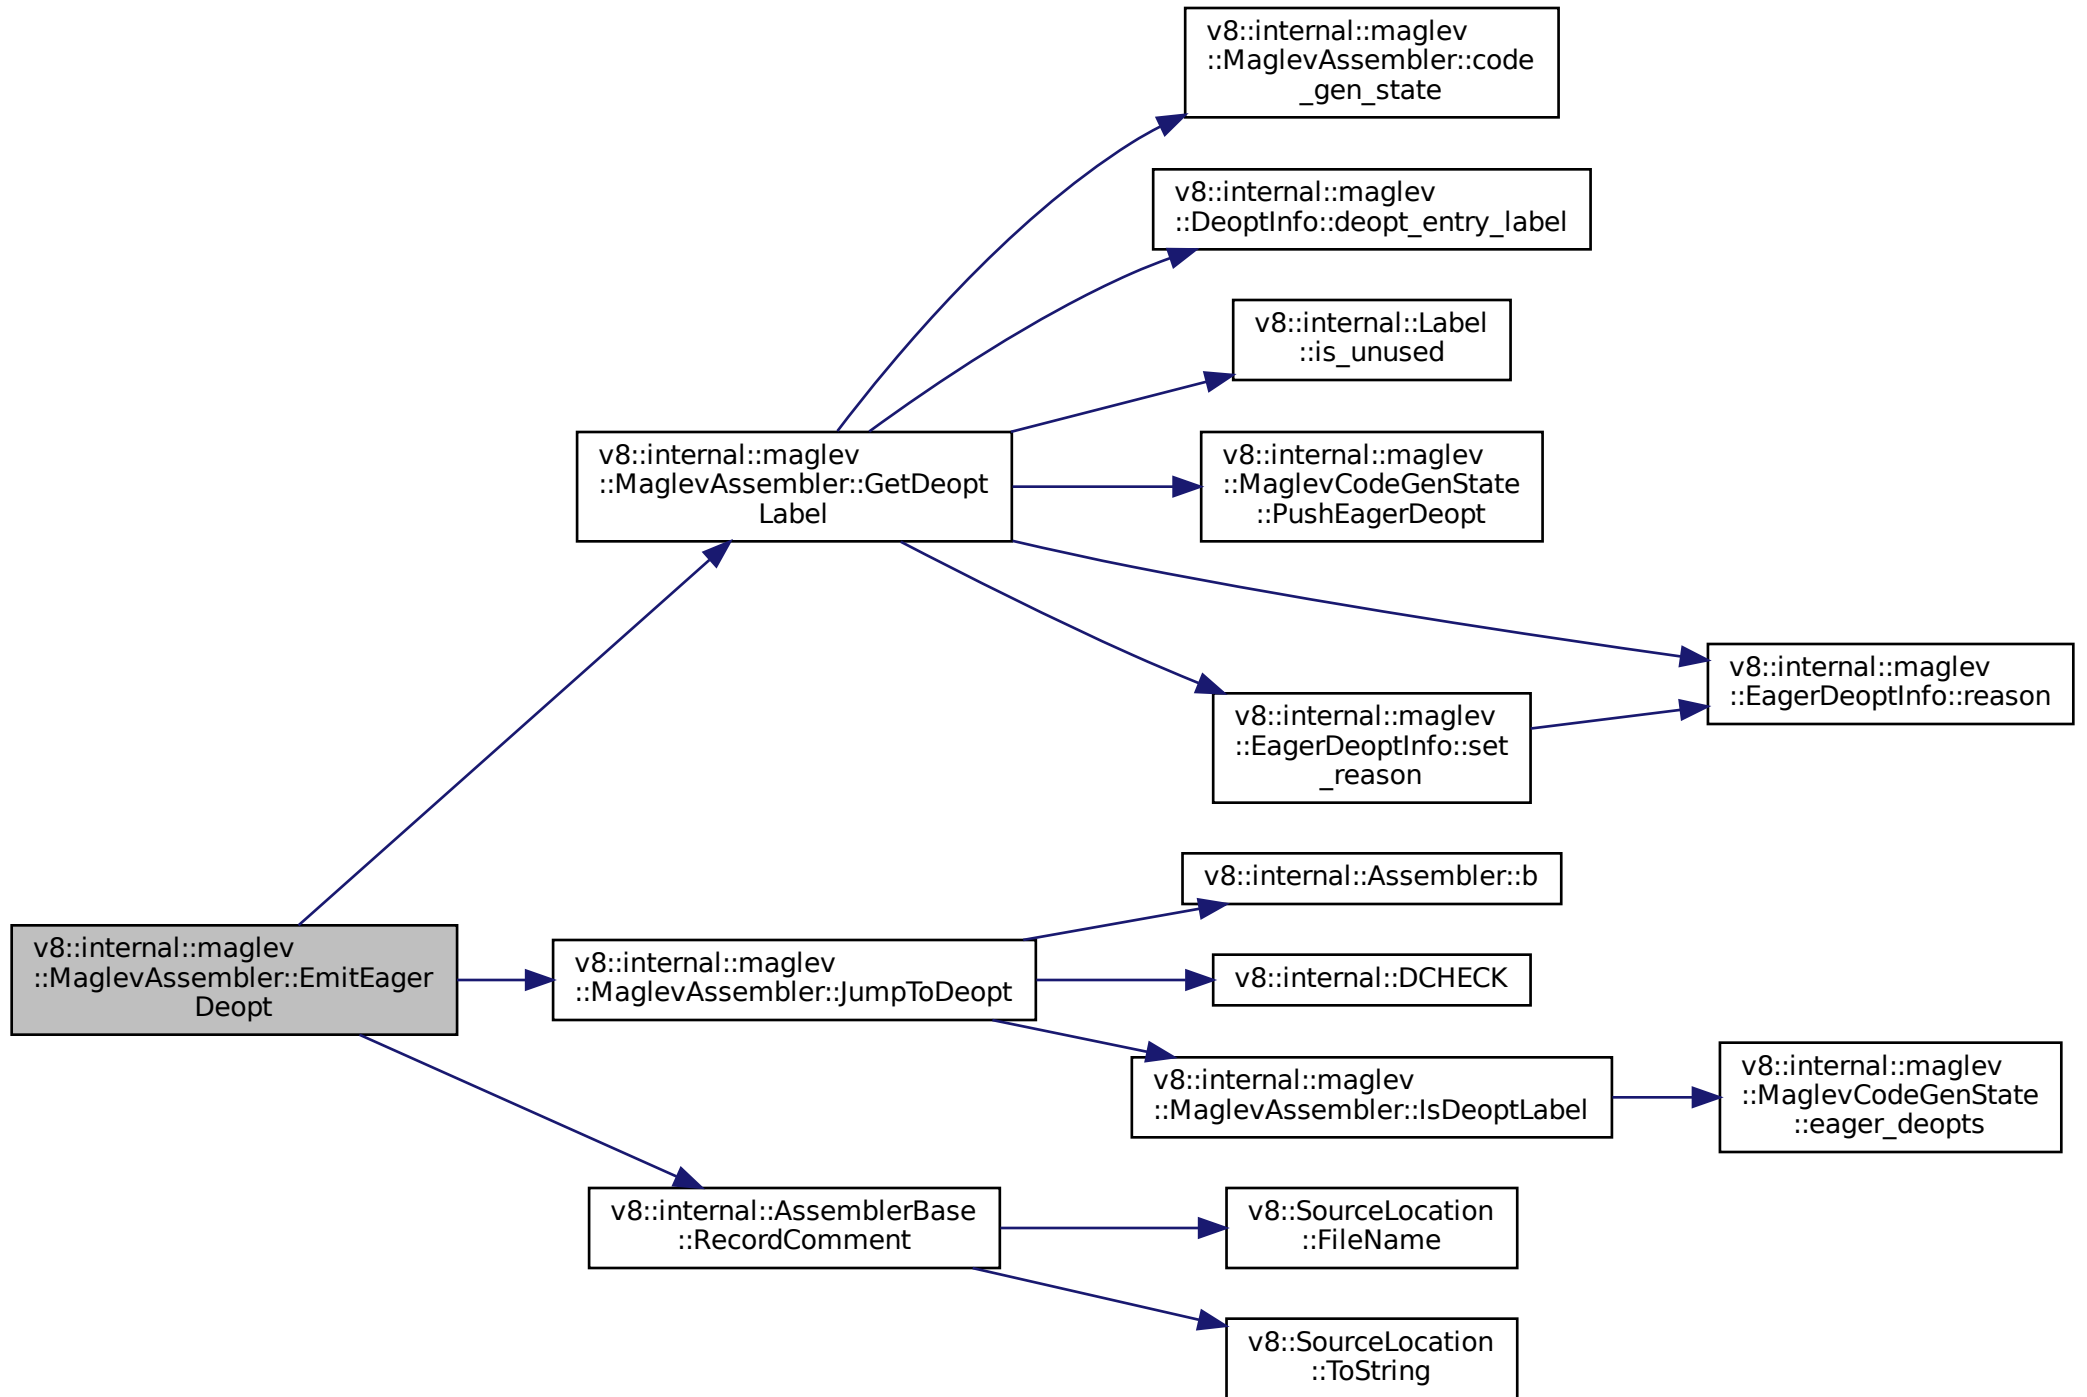 v8::internal::maglev
::MaglevAssembler::code
_gen_state
v8::internal::maglev
::DeoptInfo::deopt_entry_label
v8::internal::Label
::is_unused
v8::internal::maglev
::MaglevAssembler::GetDeopt
Label
v8::internal::maglev
::MaglevCodeGenState
::PushEagerDeopt
v8::internal::maglev
::EagerDeoptInfo::reason
v8::internal::maglev
::EagerDeoptInfo::set
_reason
v8::internal::Assembler::b
v8::internal::maglev
::MaglevAssembler::EmitEager
Deopt
v8::internal::maglev
::MaglevAssembler::JumpToDeopt
v8::internal::DCHECK
v8::internal::maglev
::MaglevAssembler::IsDeoptLabel
v8::internal::maglev
::MaglevCodeGenState
::eager_deopts
v8::internal::AssemblerBase
::RecordComment
v8::SourceLocation
::FileName
v8::SourceLocation
::ToString